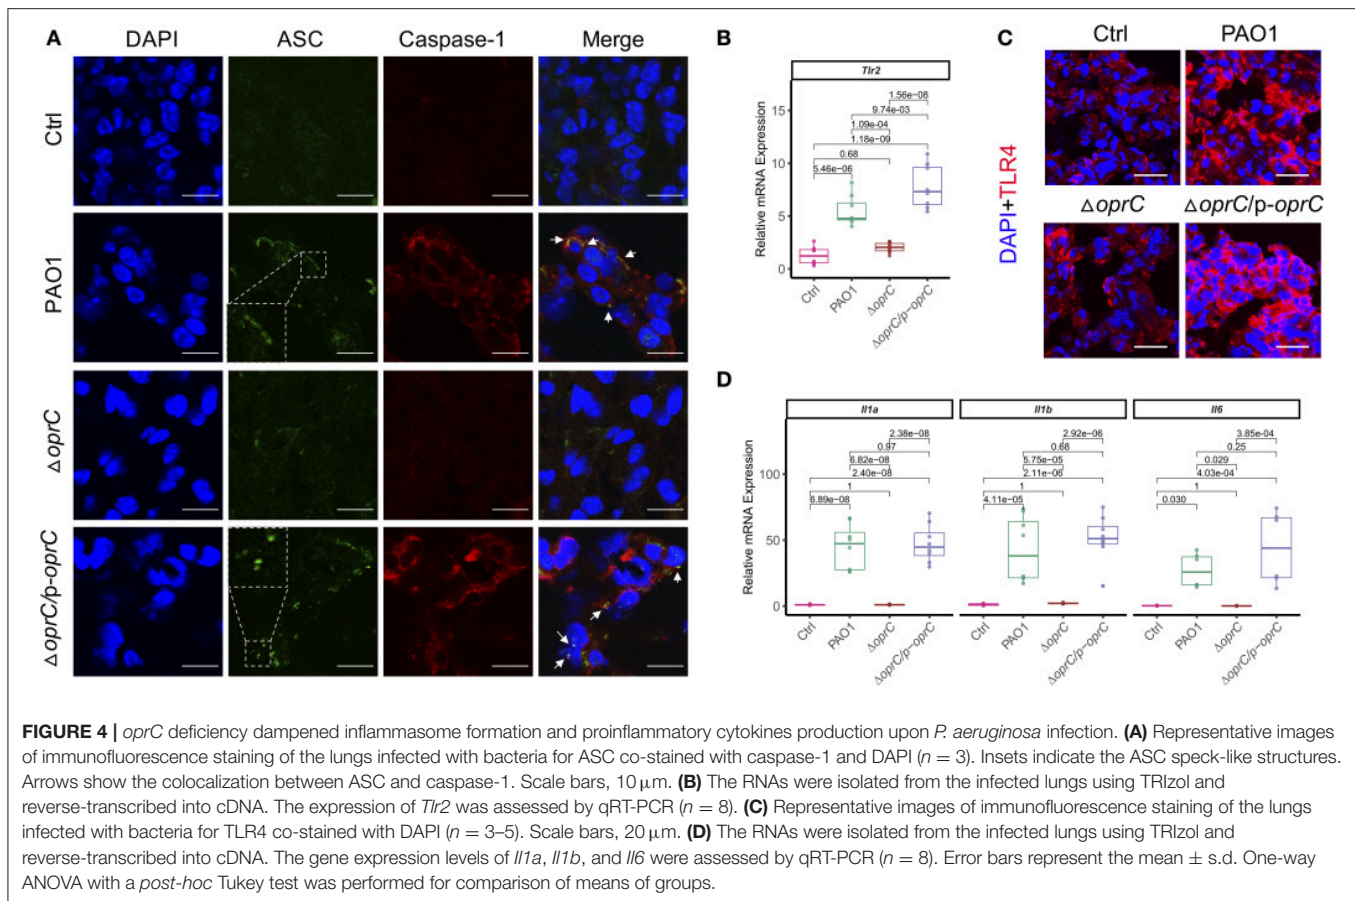 A
DAPI
ASC
Caspase-1
Merge
Ctrl
PAO1
ΔoprC
ΔoprC/p-oprC
B
Tlr2
Relative mRNA Expression
15
10
5
0
1.56e-08
9.74e-03
1.09e-04
1.18e-09
0.68
5.46e-06
Ctrl
PAO1
ΔoprC
ΔoprC/p-oprC
C
Ctrl
PAO1
ΔoprC
ΔoprC/p-oprC
DAPI+TLR4
D
Il1a
Il1b
Il6
Relative mRNA Expression
100
50
0
2.38e-08
0.97
6.82e-08
2.40e-08
1
6.89e-08
2.92e-06
0.68
5.75e-05
2.11e-06
1
4.11e-05
3.85e-04
0.25
0.029
4.03e-04
1
0.030
Ctrl
PAO1
ΔoprC
ΔoprC/p-oprC
Ctrl
PAO1
ΔoprC
ΔoprC/p-oprC
Ctrl
PAO1
ΔoprC
ΔoprC/p-oprC
FIGURE 4 | oprC deficiency dampened inflammasome formation and proinflammatory cytokines production upon P. aeruginosa infection. (A) Representative images
of immunofluorescence staining of the lungs infected with bacteria for ASC co-stained with caspase-1 and DAPI (n = 3). Insets indicate the ASC speck-like structures.
Arrows show the colocalization between ASC and caspase-1. Scale bars, 10 μm. (B) The RNAs were isolated from the infected lungs using TRIzol and
reverse-transcribed into cDNA. The expression of Tlr2 was assessed by qRT-PCR (n = 8). (C) Representative images of immunofluorescence staining of the lungs
infected with bacteria for TLR4 co-stained with DAPI (n = 3–5). Scale bars, 20 μm. (D) The RNAs were isolated from the infected lungs using TRIzol and
reverse-transcribed into cDNA. The gene expression levels of Il1a, Il1b, and Il6 were assessed by qRT-PCR (n = 8). Error bars represent the mean ± s.d. One-way
ANOVA with a post-hoc Tukey test was performed for comparison of means of groups.